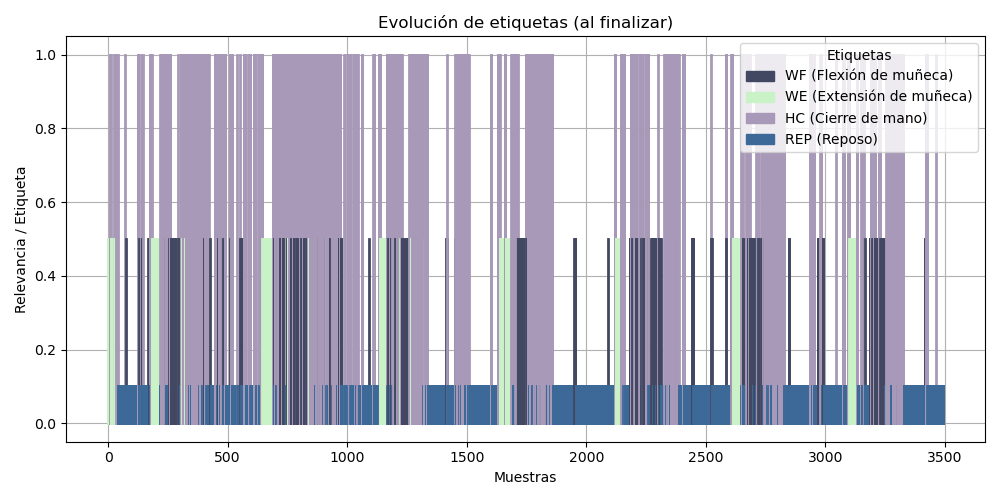 Evolución de etiquetas (al finalizar)
Relevancia / Etiqueta
1.0
0.8
0.6
0.4
0.2
0.0
Etiquetas
WF (Flexión de muñeca)
WE (Extensión de muñeca)
HC (Cierre de mano)
REP (Reposo)
0 500 1000 1500 2000 2500 3000 3500
Muestras